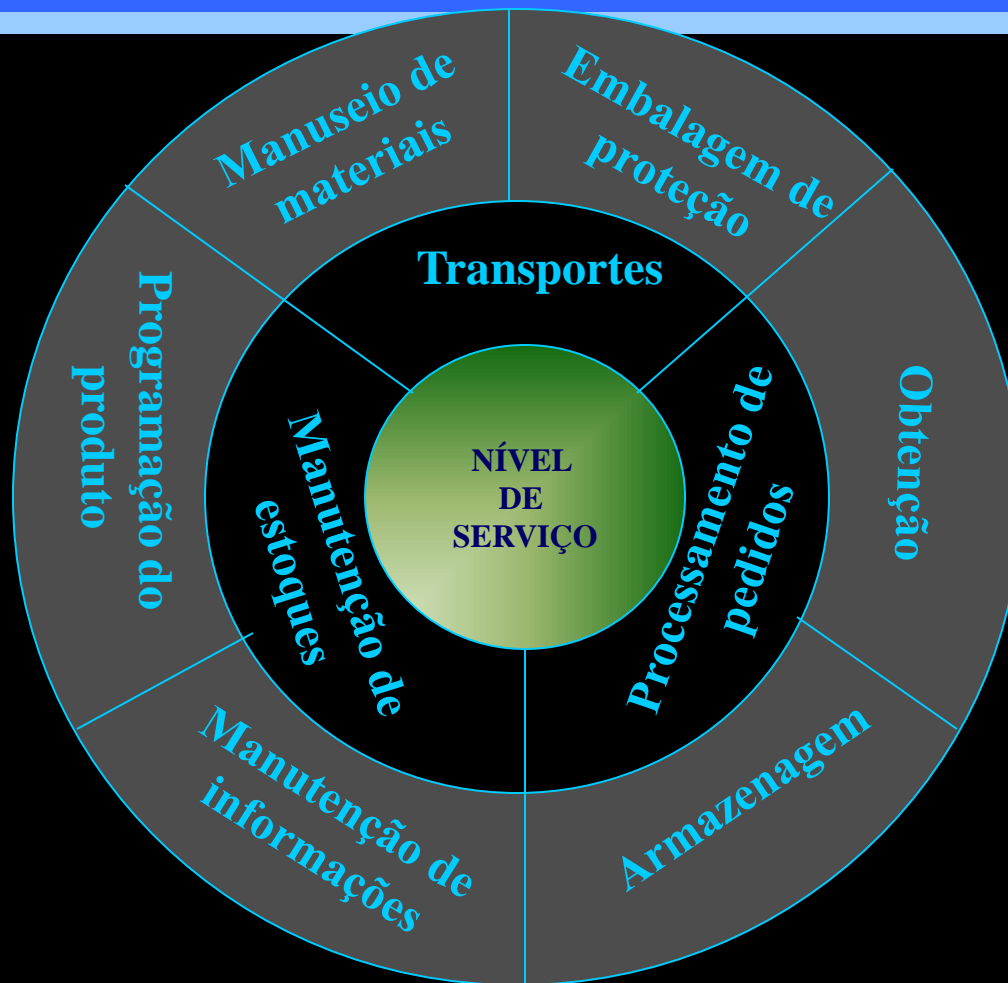 Manuseio de
materiais
Embalagem de
proteção
Transportes
Programação do
produto
Manutenção de
estoques
NÍVEL
DE
SERVIÇO
Processamento de
pedidos
Obtenção
Manutenção de
informações
Armazenagem